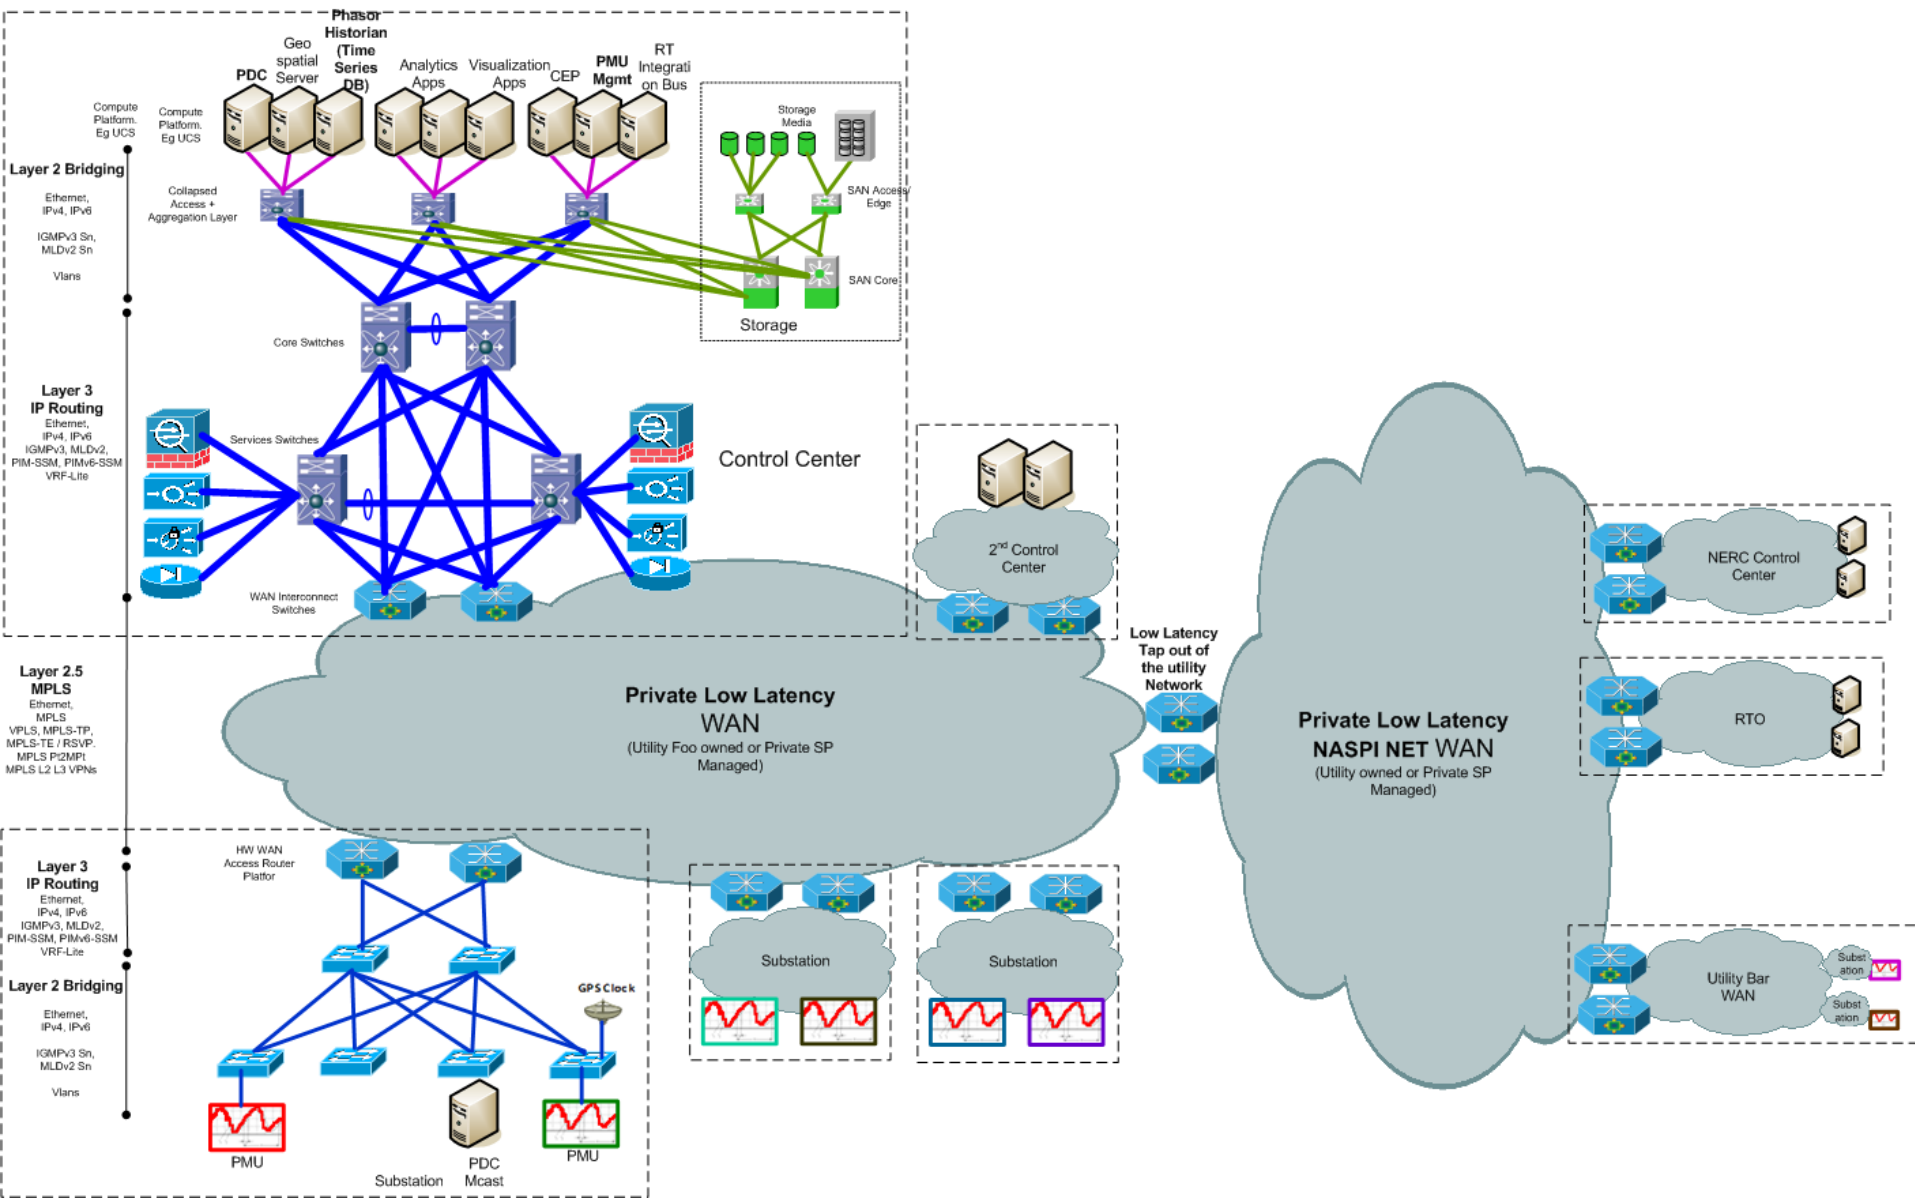 Phasor
Historian
(Time
Series
DB)
Geo
spatial
Server
PDC
Analytics
Apps
Visualization
Apps
CEP
PMU
Mgmt
RT
Integrati
on Bus
Compute
Platform.
Eg UCS
Compute
Platform.
Eg UCS
Storage
Media
Layer 2 Bridging
Ethernet,
IPv4, IPv6
IGMPv3 Sn,
MLDv2 Sn
Vlans
Collapsed
Access +
Aggregation Layer
SAN Access/
Edge
SAN Core
Storage
Core Switches
Layer 3
IP Routing
Ethernet,
IPv4, IPv6
IGMPv3, MLDv2,
PIM-SSM, PIMv6-SSM
VRF-Lite
Services Switches
Control Center
2nd Control
Center
NERC Control
Center
WAN Interconnect
Switches
Low Latency
Tap out of
the utility
Network
Layer 2.5
MPLS
Ethernet,
MPLS
VPLS, MPLS-TP,
MPLS-TE / RSVP.
MPLS Pt2MPt
MPLS L2 L3 VPNs
Private Low Latency
WAN
(Utility Foo owned or Private SP
Managed)
Private Low Latency
NASPI NET WAN
(Utility owned or Private SP
Managed)
RTO
HW WAN
Access Router
Platfor
Layer 3
IP Routing
Ethernet,
IPv4, IPv6
IGMPv3, MLDv2,
PIM-SSM, PIMv6-SSM
VRF-Lite
Substation
Substation
Utility Bar
WAN
Subst
ation
Subst
ation
Layer 2 Bridging
Ethernet,
IPv4, IPv6
IGMPv3 Sn,
MLDv2 Sn
Vlans
GPS Clock
PMU
PDC
Mcast
PMU
Substation